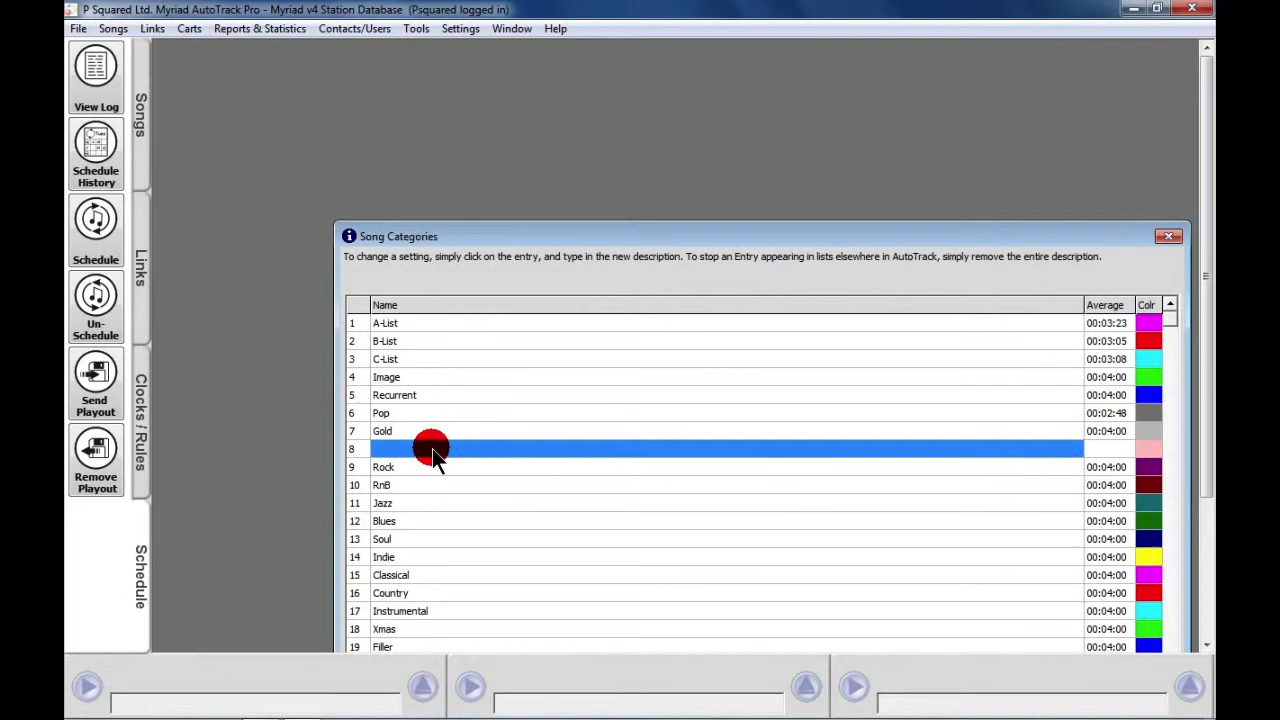 P Squared Ltd. Myriad AutoTrack Pro - Myriad v4 Station Database (Psquared logged in)
File Songs Links Carts Reports & Statistics Contacts/Users Tools Settings Window Help
View Log
Schedule
History
Schedule
Un-
Schedule
Send
Playout
Remove
Playout
Songs
Links
Clocks / Rules
Schedule
Song Categories
To change a setting, simply click on the entry, and type in the new description. To stop an Entry appearing in lists elsewhere in AutoTrack, simply remove the entire description.
Name Average Colr
1 A-List 00:03:23
2 B-List 00:03:05
3 C-List 00:03:08
4 Image 00:04:00
5 Recurrent 00:04:00
6 Pop 00:02:48
7 Gold 00:04:00
8
9 Rock 00:04:00
10 RnB 00:04:00
11 Jazz 00:04:00
12 Blues 00:04:00
13 Soul 00:04:00
14 Indie 00:04:00
15 Classical 00:04:00
16 Country 00:04:00
17 Instrumental 00:04:00
18 Xmas 00:04:00
19 Filler 00:04:00